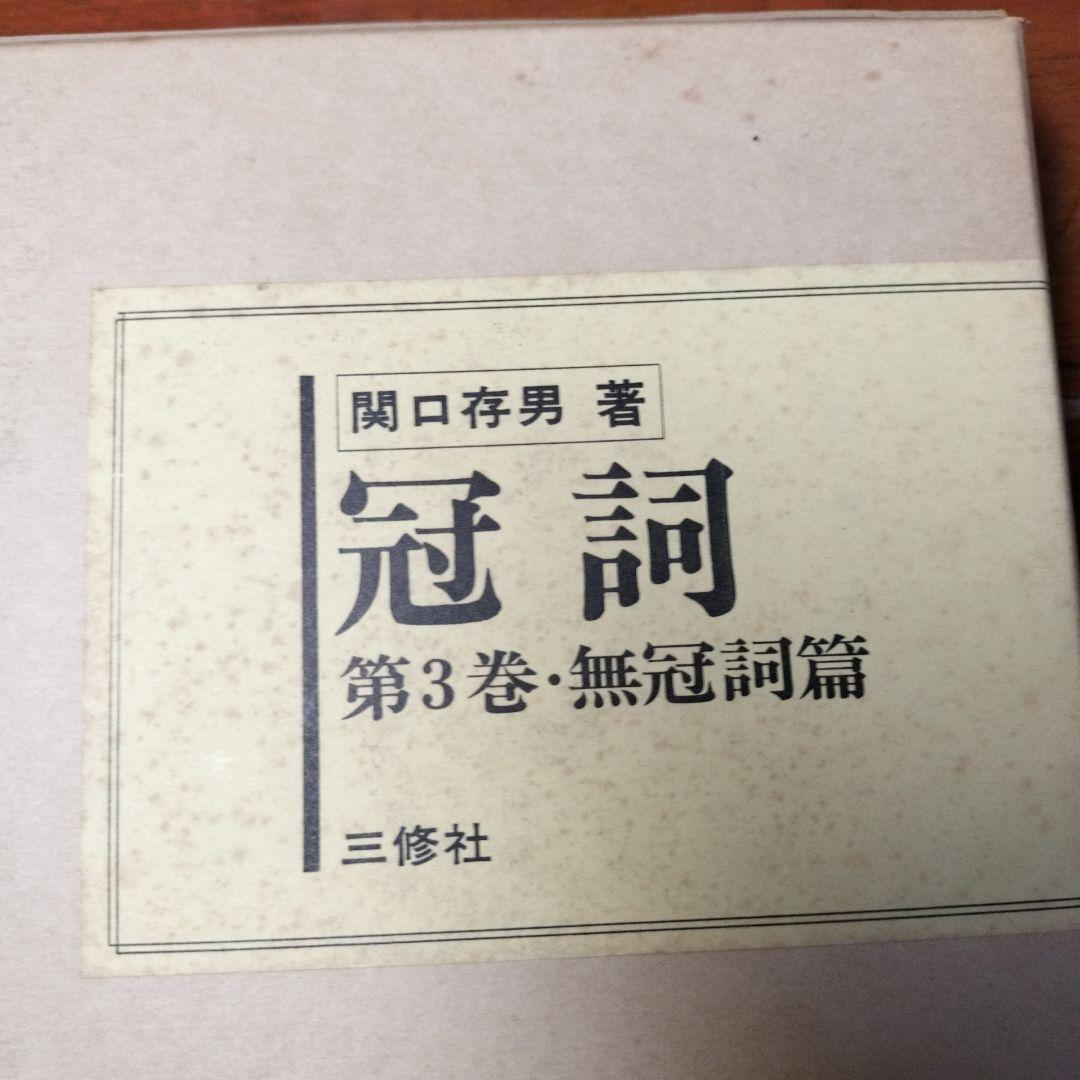 関口存男 著
冠詞
第3巻・無冠詞篇
三修社